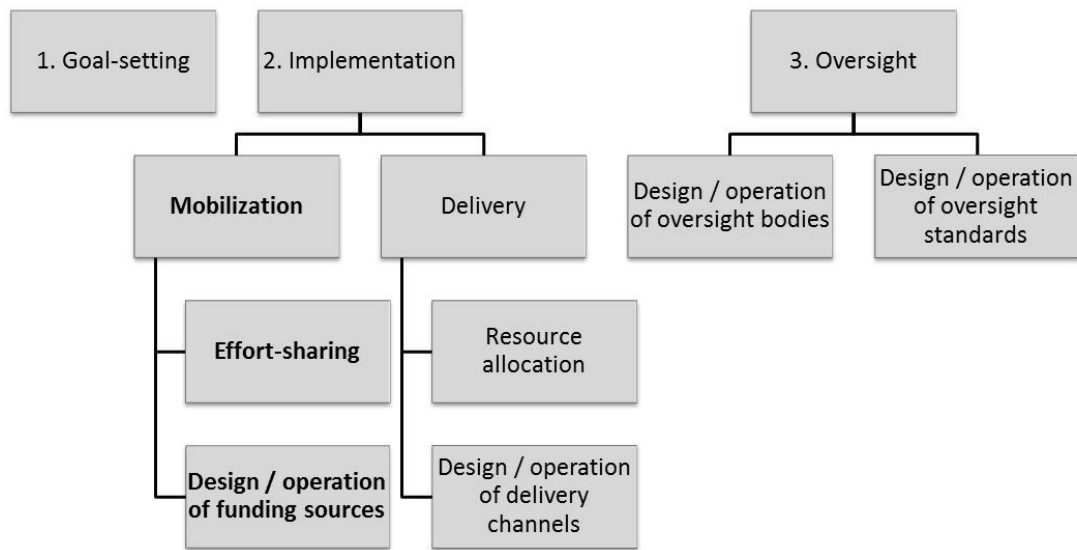 1. Goal-setting
2. Implementation
3. Oversight
Mobilization
Delivery
Design / operation
of oversight bodies
Design / operation
of oversight
standards
Effort-sharing
Resource
allocation
Design / operation
of funding sources
Design / operation
of delivery
channels